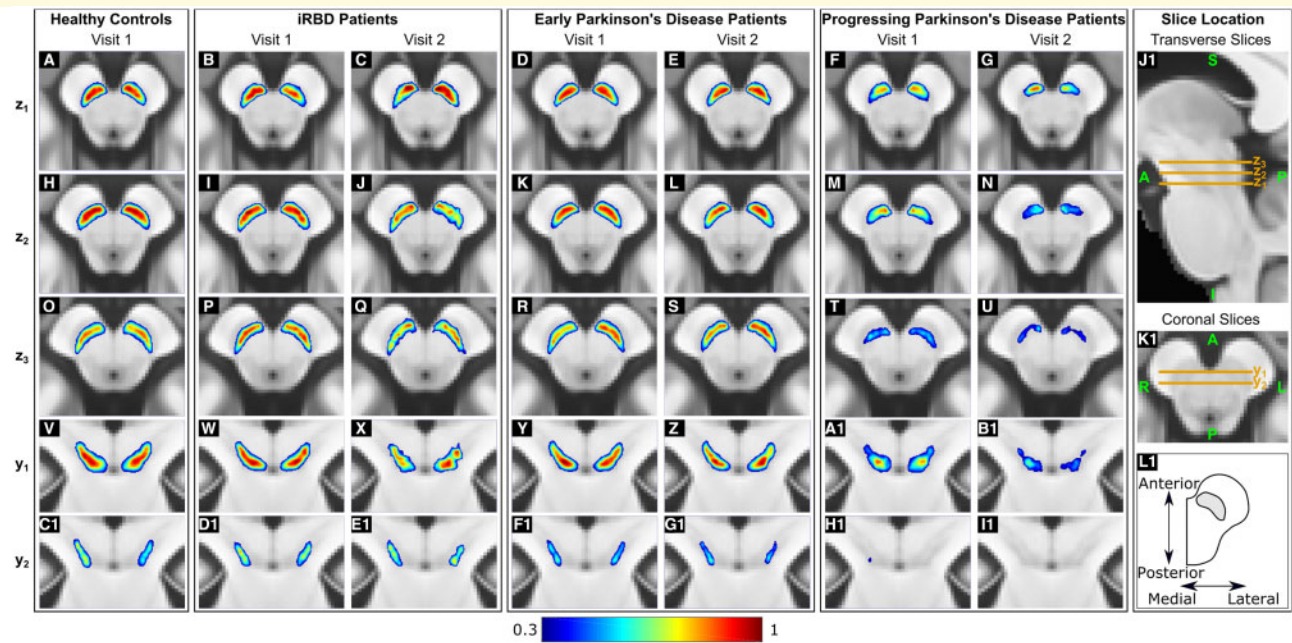 Healthy Controls iRBD Patients Early Parkinson's Disease Patients Progressing Parkinson's Disease Patients Slice Location
Visit 1 Visit 1 Visit 2 Visit 1 Visit 2 Visit 1 Visit 2 Transverse Slices
A B C D E F G J1
S
z₁
z₃
z₂
z₁
A P
H I J K L M N
z₂
I
O P Q R S T U
z₃
Coronal Slices
K1
A
y₁
y₂
R L
P
V W X Y Z A1 B1
y₁
L1
Anterior
Posterior
Medial Lateral
C1 D1 E1 F1 G1 H1 I1
y₂
0.3 1